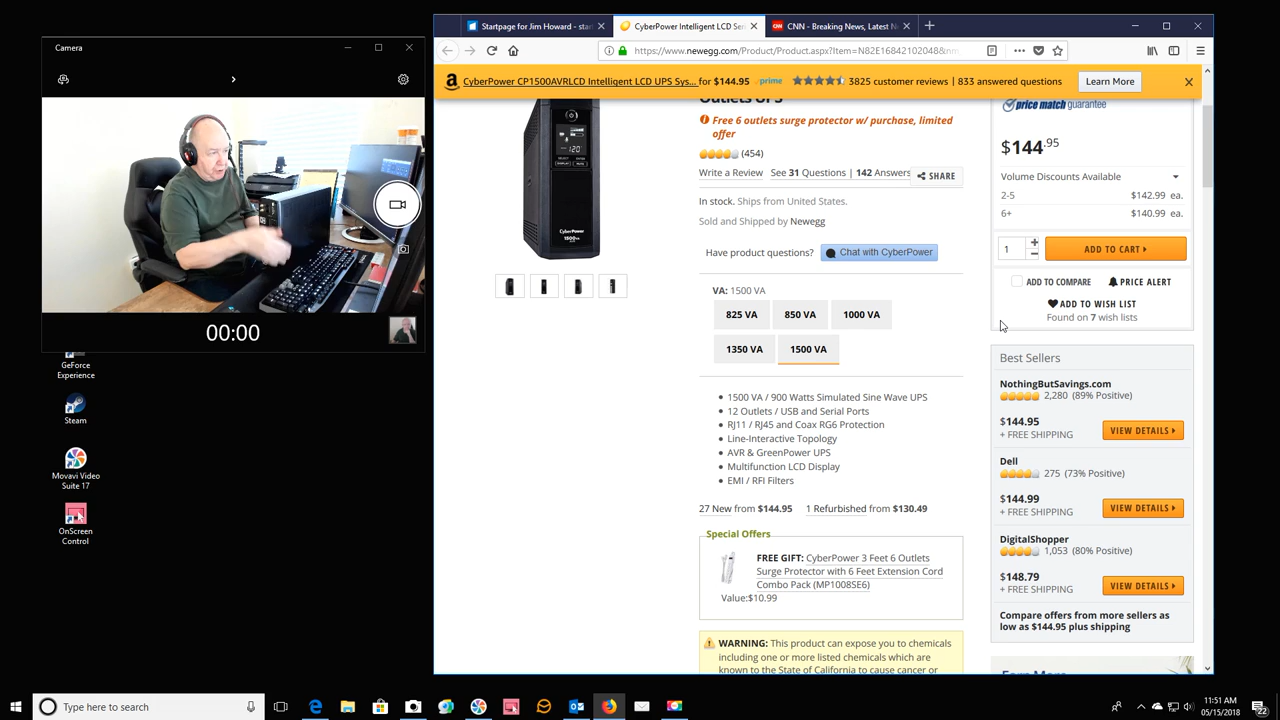 Camera
00:00
GeForce
Experience
Steam
Movavi Video
Suite 17
OnScreen
Control
Startpage for Jim Howard - star
CyberPower Intelligent LCD Ser
CNN - Breaking News, Latest N
https://www.newegg.com/Product/Product.aspx?Item=N82E16842102048&nm
CyberPower CP1500AVRLCD Intelligent LCD UPS Sys... for $144.95 prime 3825 customer reviews | 833 answered questions Learn More
Outlets UPS
Free 6 outlets surge protector w/ purchase, limited
offer
(454)
Write a Review See 31 Questions | 142 Answers SHARE
In stock. Ships from United States.
Sold and Shipped by Newegg
Have product questions? Chat with CyberPower
VA: 1500 VA
825 VA 850 VA 1000 VA
1350 VA 1500 VA
1500 VA / 900 Watts Simulated Sine Wave UPS
12 Outlets / USB and Serial Ports
RJ11 / RJ45 and Coax RG6 Protection
Line-Interactive Topology
AVR & GreenPower UPS
Multifunction LCD Display
EMI / RFI Filters
27 New from $144.95 1 Refurbished from $130.49
Special Offers
FREE GIFT: CyberPower 3 Feet 6 Outlets
Surge Protector with 6 Feet Extension Cord
Combo Pack (MP1008SE6)
Value:$10.99
WARNING: This product can expose you to chemicals
including one or more listed chemicals which are
known to the State of California to cause cancer or
120
CyberPower
1500VA
price match guarantee
$144.95
Volume Discounts Available
2-5 $142.99 ea.
6+ $140.99 ea.
1 ADD TO CART
ADD TO COMPARE PRICE ALERT
ADD TO WISH LIST
Found on 7 wish lists
Best Sellers
NothingButSavings.com
2,280 (89% Positive)
$144.95
+ FREE SHIPPING VIEW DETAILS
Dell
275 (73% Positive)
$144.99
+ FREE SHIPPING VIEW DETAILS
DigitalShopper
1,053 (80% Positive)
$148.79
+ FREE SHIPPING VIEW DETAILS
Compare offers from more sellers as
low as $144.95 plus shipping
Earn More
Type here to search
11:51 AM
05/15/2018
22